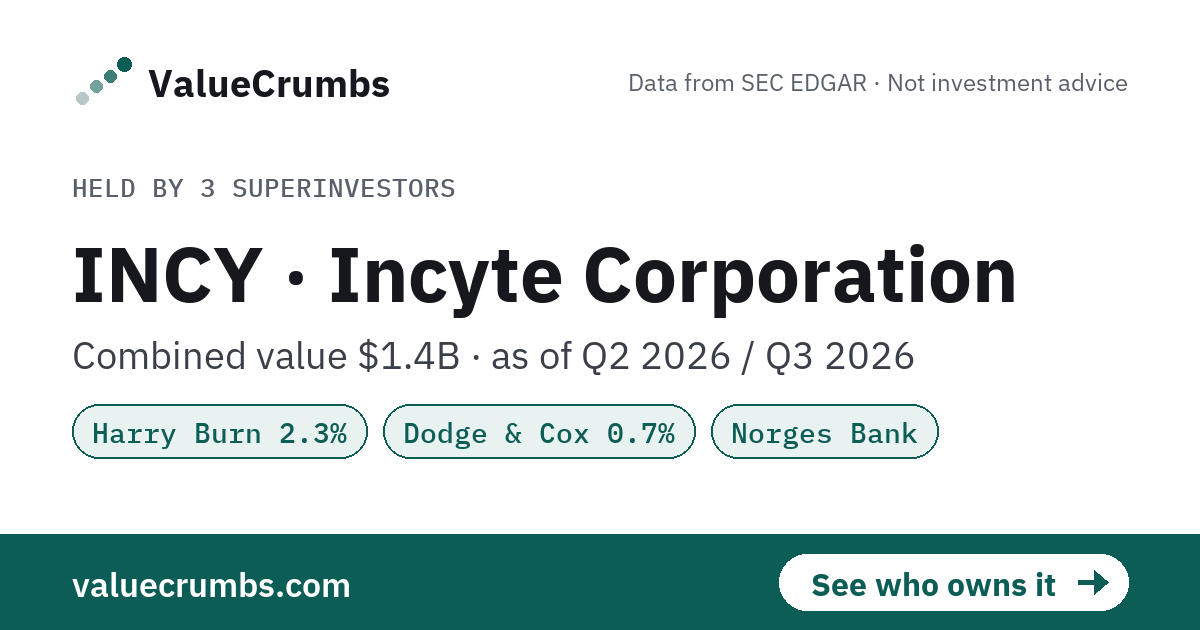 ValueCrumbs
Data from SEC EDGAR · Not investment advice
HELD BY 3 SUPERINVESTORS
INCY · Incyte Corporation
Combined value $1.4B · as of Q2 2026 / Q3 2026
Harry Burn 2.3%
Dodge & Cox 0.7%
Norges Bank
valuecrumbs.com
See who owns it →